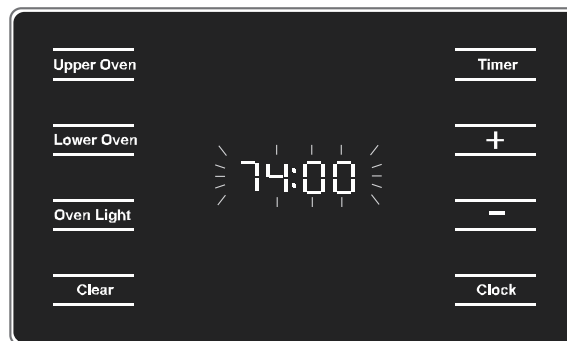 Upper Oven
Timer
Lower Oven
+
74:00
Oven Light
−
Clear
Clock